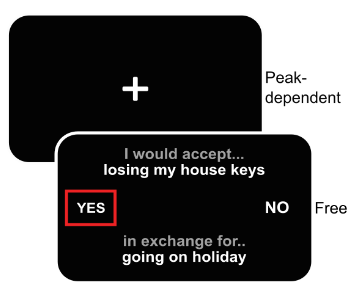 Peak-
dependent
I would accept...
losing my house keys
YES
NO
Free
in exchange for..
going on holiday